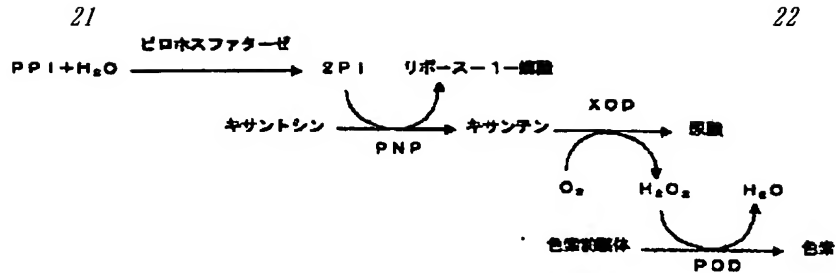 21 22
ピロホスファターゼ
PPI+H₂O 2PI リボース-1-燐酸
XOD
キサントシン PNP キサンテン 尿酸
O₂ H₂O₂ H₂O
色素前駆体 POD 色素